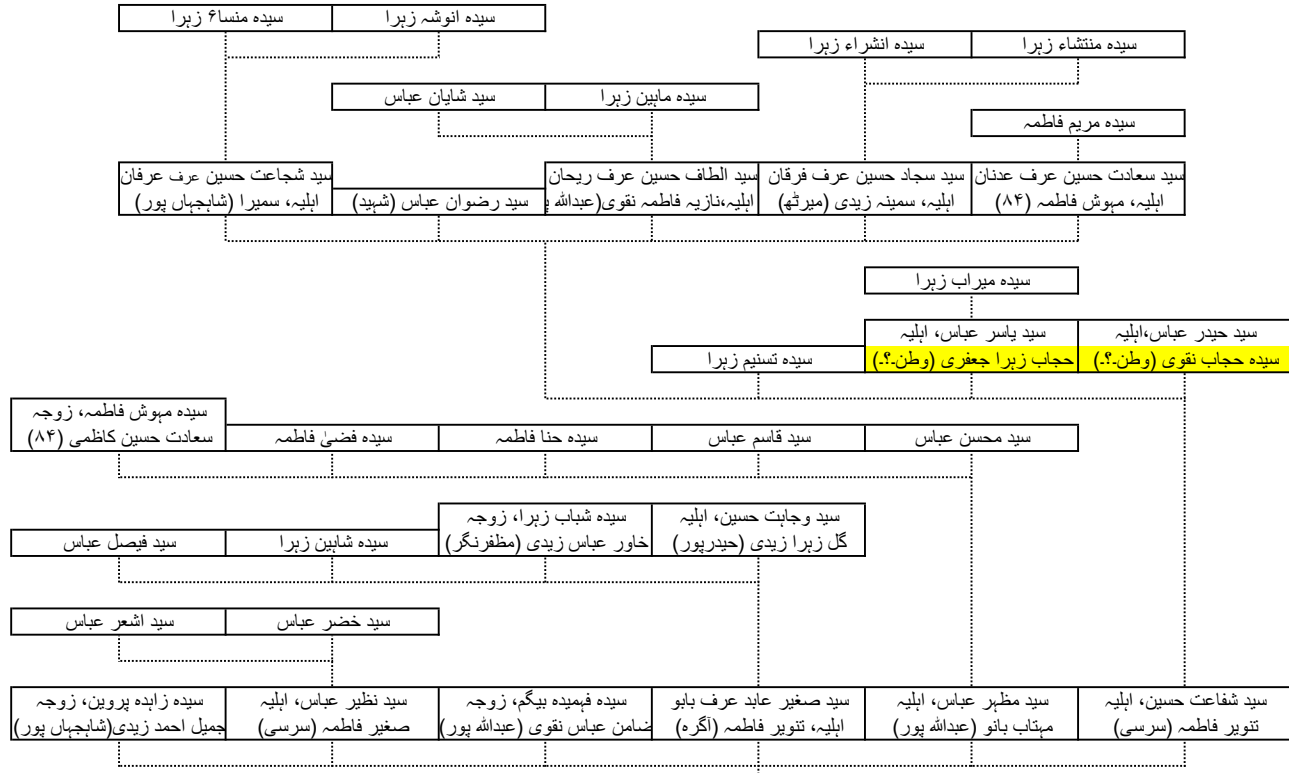 سیدہ انوشہ زہرا
سیدہ منساء۶ زہرا
سیدہ منتشاء زہرا
سیدہ انشراء زہرا
سیدہ ماہین زہرا
سید شایان عباس
سیدہ مریم فاطمہ
سید سعادت حسین عرف عدنان
اہلیہ، مہوش فاطمہ (۸۴)
سید سجاد حسین عرف فرقان
اہلیہ، سمینہ زیدی (میرٹھ)
سید الطاف حسین عرف ریحان
اہلیہ،نازیہ فاطمہ نقوی(عبداللہ
سید رضوان عباس (شہید)
سید شجاعت حسین عرف عرفان
اہلیہ، سمیرا (شاہجہاں پور)
سیدہ میراب زہرا
سید حیدر عباس،اہلیہ
سیدہ حجاب نقوی (وطن۔؟۔)
سید یاسر عباس، اہلیہ
حجاب زہرا جعفری (وطن۔؟۔)
سیدہ تسنیم زہرا
سید محسن عباس
سید قاسم عباس
سیدہ حنا فاطمہ
سیدہ فضیٰ فاطمہ
سیدہ مہوش فاطمہ، زوجہ
سعادت حسین کاظمی (۸۴)
سید وجاہت حسین، اہلیہ
گل زہرا زیدی (حیدرپور)
سیدہ شباب زہرا، زوجہ
خاور عباس زیدی (مظفرنگر)
سیدہ شاہین زہرا
سید فیصل عباس
سید خضر عباس
سید اشعر عباس
سید شفاعت حسین، اہلیہ
تنویر فاطمہ (سرسی)
سید مظہر عباس، اہلیہ
مہتاب بانو (عبداللہ پور)
سید صغیر عابد عرف بابو
اہلیہ، تنویر فاطمہ (آگرہ)
سیدہ فہمیدہ بیگم، زوجہ
ضامن عباس نقوی (عبداللہ پور)
سید نظیر عباس، اہلیہ
صغیر فاطمہ (سرسی)
سیدہ زاہدہ پروین، زوجہ
جمیل احمد زیدی(شاہجہاں پور)